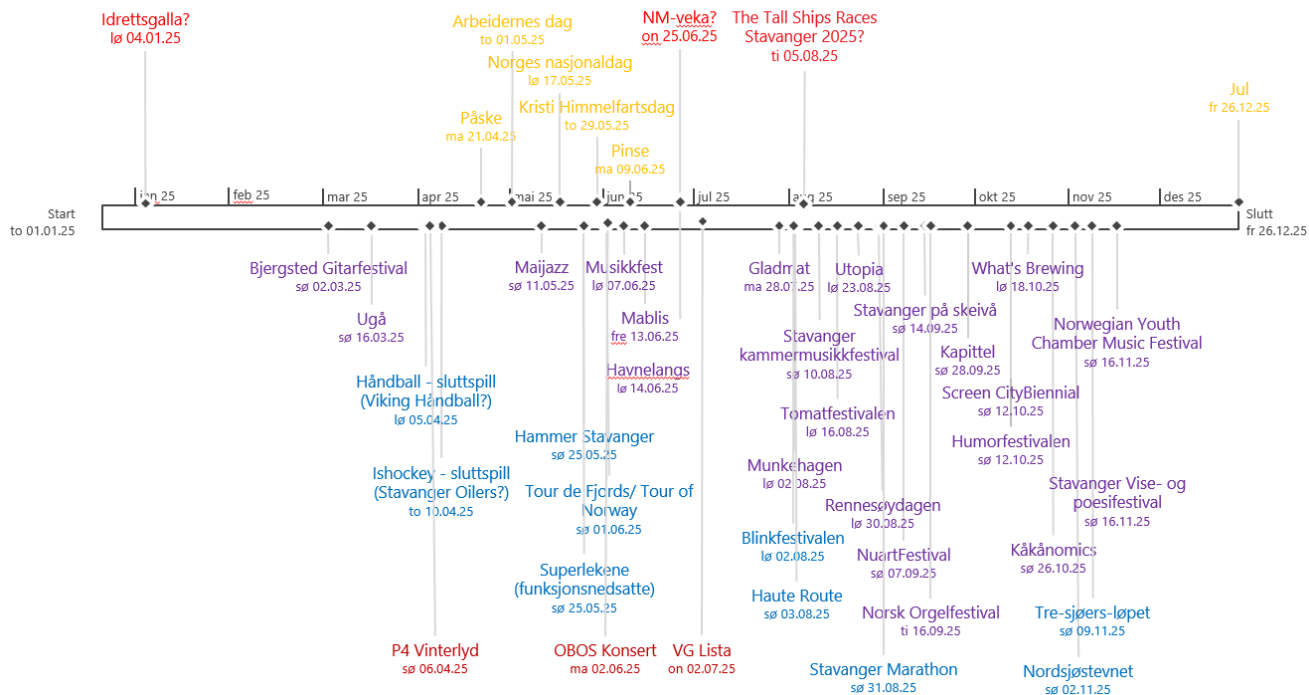 Idrettsgalla?
lø 04.01.25
Arbeidernes dag
to 01.05.25
Norges nasjonaldag
lø 17.05.25
Påske
ma 21.04.25
Kristi Himmelfartsdag
to 29.05.25
Pinse
ma 09.06.25
NM-veka?
on 25.06.25
The Tall Ships Races
Stavanger 2025?
ti 05.08.25
Jul
fr 26.12.25
jan 25
feb 25
mar 25
apr 25
mai 25
jun 25
jul 25
aug 25
sep 25
okt 25
nov 25
des 25
Start
to 01.01.25
Slutt
fr 26.12.25
Bjergsted Gitarfestival
sø 02.03.25
Ugå
sø 16.03.25
Maijazz
sø 11.05.25
Musikkfest
lø 07.06.25
Mablis
fre 13.06.25
Havnelangs
lø 14.06.25
Gladmat
ma 28.07.25
Utopia
lø 23.08.25
Stavanger på skeivå
sø 14.09.25
What's Brewing
lø 18.10.25
Stavanger
kammermusikkfestival
sø 10.08.25
Kapittel
sø 28.09.25
Norwegian Youth
Chamber Music Festival
sø 16.11.25
Håndball - sluttspill
(Viking Håndball?)
lø 05.04.25
Screen CityBiennial
sø 12.10.25
Tomatfestivalen
lø 16.08.25
Hammer Stavanger
sø 25.05.25
Humorfestivalen
sø 12.10.25
Ishockey - sluttspill
(Stavanger Oilers?)
to 10.04.25
Munkehagen
lø 02.08.25
Tour de Fjords/ Tour of
Norway
sø 01.06.25
Rennesøydagen
lø 30.08.25
Stavanger Vise- og
poesifestival
sø 16.11.25
Blinkfestivalen
lø 02.08.25
NuartFestival
sø 07.09.25
Kåkånomics
sø 26.10.25
Superlekene
(funksjonsnedsatte)
sø 25.05.25
Haute Route
sø 03.08.25
Norsk Orgelfestival
ti 16.09.25
Tre-sjøers-løpet
sø 09.11.25
P4 Vinterlyd
sø 06.04.25
OBOS Konsert
ma 02.06.25
VG Lista
on 02.07.25
Stavanger Marathon
sø 31.08.25
Nordsjøstevnet
sø 02.11.25